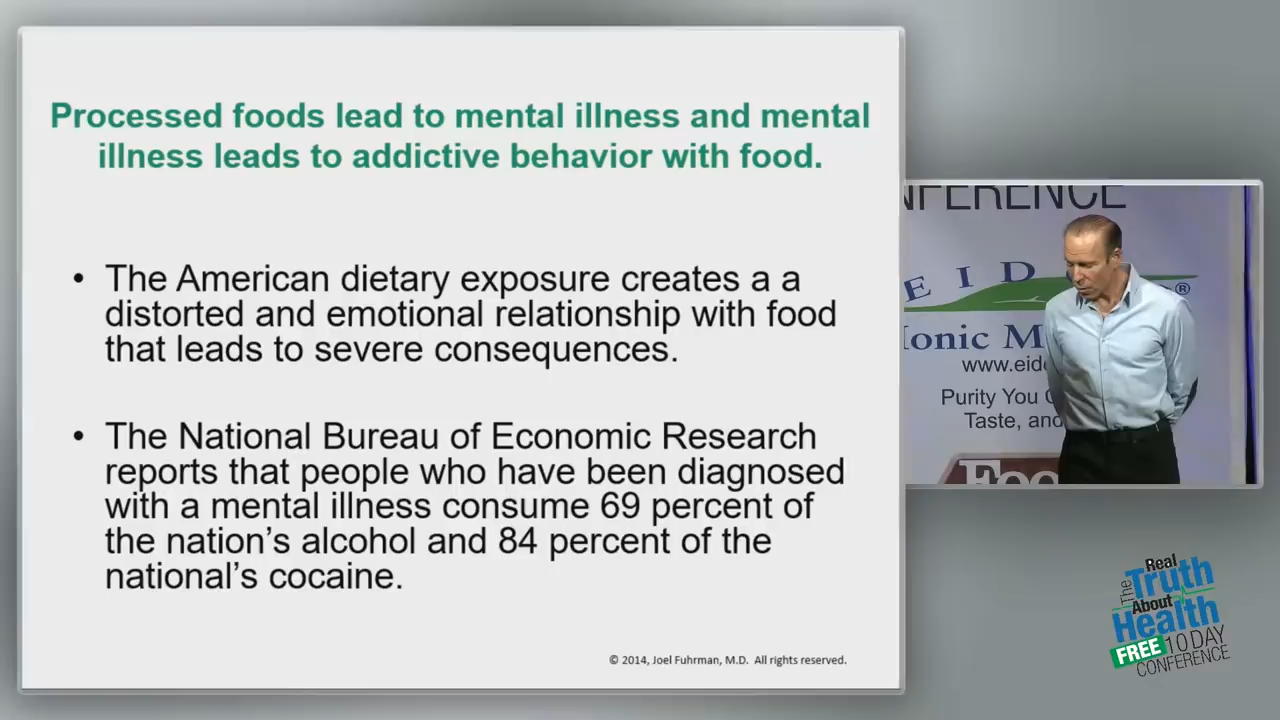 Processed foods lead to mental illness and mental
illness leads to addictive behavior with food.
• The American dietary exposure creates a a
distorted and emotional relationship with food
that leads to severe consequences.
• The National Bureau of Economic Research
reports that people who have been diagnosed
with a mental illness consume 69 percent of
the nation’s alcohol and 84 percent of the
national’s cocaine.
© 2014, Joel Fuhrman, M.D. All rights reserved.
NFERENCE
EID
®
Ionic M
www.eid
Purity You
Taste, and
Foo
The Real
Truth
About
Health
FREE 10 DAY
CONFERENCE